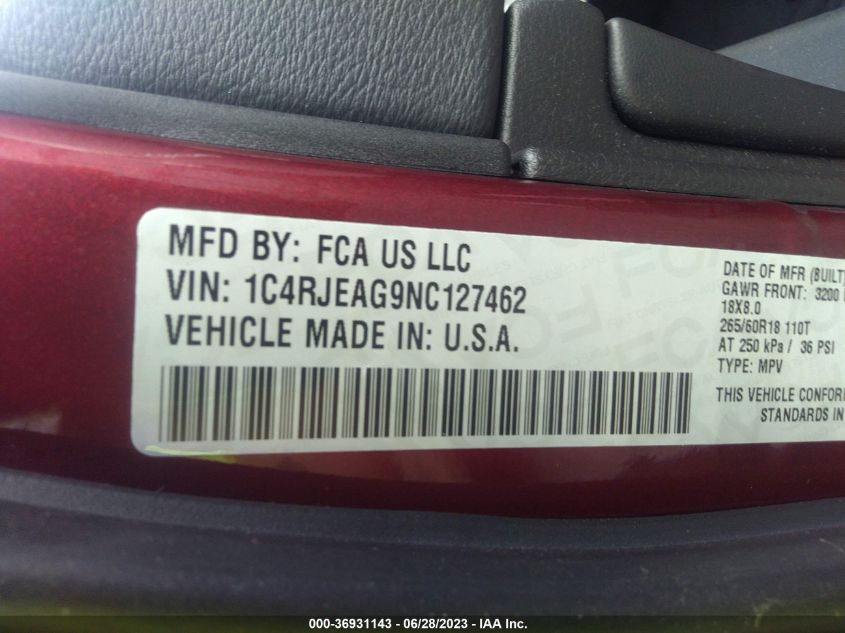 MFD BY: FCA US LLC
VIN: 1C4RJEAG9NC127462
VEHICLE MADE IN: U.S.A.
DATE OF MFR (BUILT)
GAWR FRONT: 3200
18X8.0
265/60R18 110T
AT 250 kPa / 36 PSI
TYPE: MPV
THIS VEHICLE CONFOR
STANDARDS IN
000-36931143 / 06/28/2023 - IAA Inc.